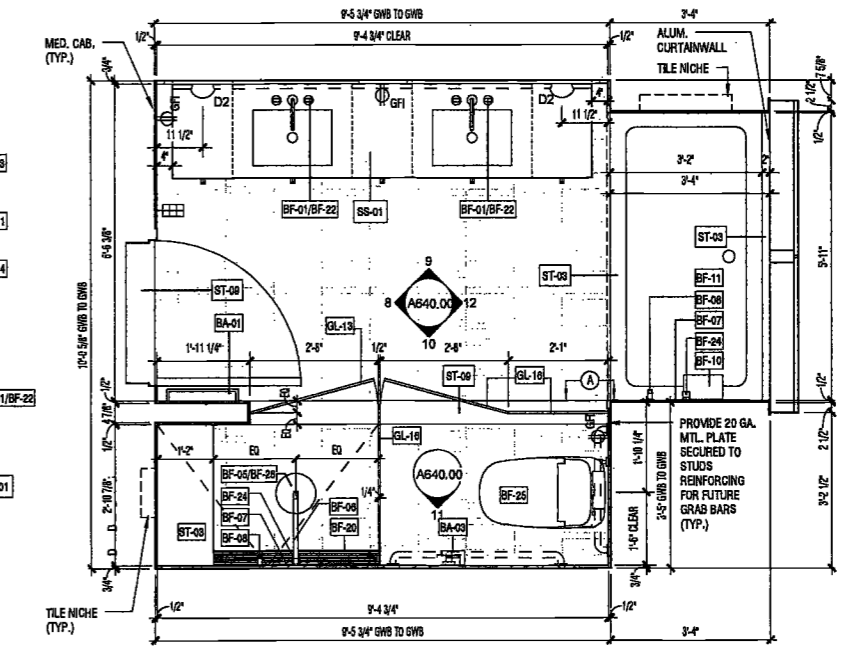 9'-5 3/4" GWB TO GWB
3'-4"
MED. CAB.
(TYP.)
1/2"
9'-4 3/4" CLEAR
1/2"
ALUM.
CURTAINWALL
TILE NICHE
3/4"
7 5/8"
2 1/2"
1/2"
GFI
D2
GFI
D2
4"
11 1/2"
11 1/2"
4"
3'-2"
2"
3'-4"
BF-01/BF-22
SS-01
BF-01/BF-22
6'-6 3/8"
10'-0 5/8" GWB TO GWB
5'-11"
ST-03
ST-03
9
8
A640.00
12
10
ST-09
BA-01
GL-13
BF-11
BF-08
BF-07
BF-24
BF-10
1'-11 1/4"
2'-6"
1/2"
2'-6"
2'-1"
ST-09
GL-16
A
1/2"
4 7/8"
1/2"
1/2"
2 1/2"
1/BF-22
1'-2"
EQ
EQ
GL-16
GFI
PROVIDE 20 GA.
MTL. PLATE
SECURED TO
STUDS
REINFORCING
FOR FUTURE
GRAB BARS
(TYP.)
1'-10 1/4"
3'-5" GWB TO GWB
1'-6" CLEAR
3'-2 1/2"
2'-10 7/8"
BF-05/BF-26
BF-24
BF-07
BF-08
BF-06
BF-20
1/4"
A640.00
11
BF-25
BA-03
ST-03
01
3/4"
3/4"
TILE NICHE
(TYP.)
1/2"
9'-4 3/4"
1/2"
9'-5 3/4" GWB TO GWB
3'-4"